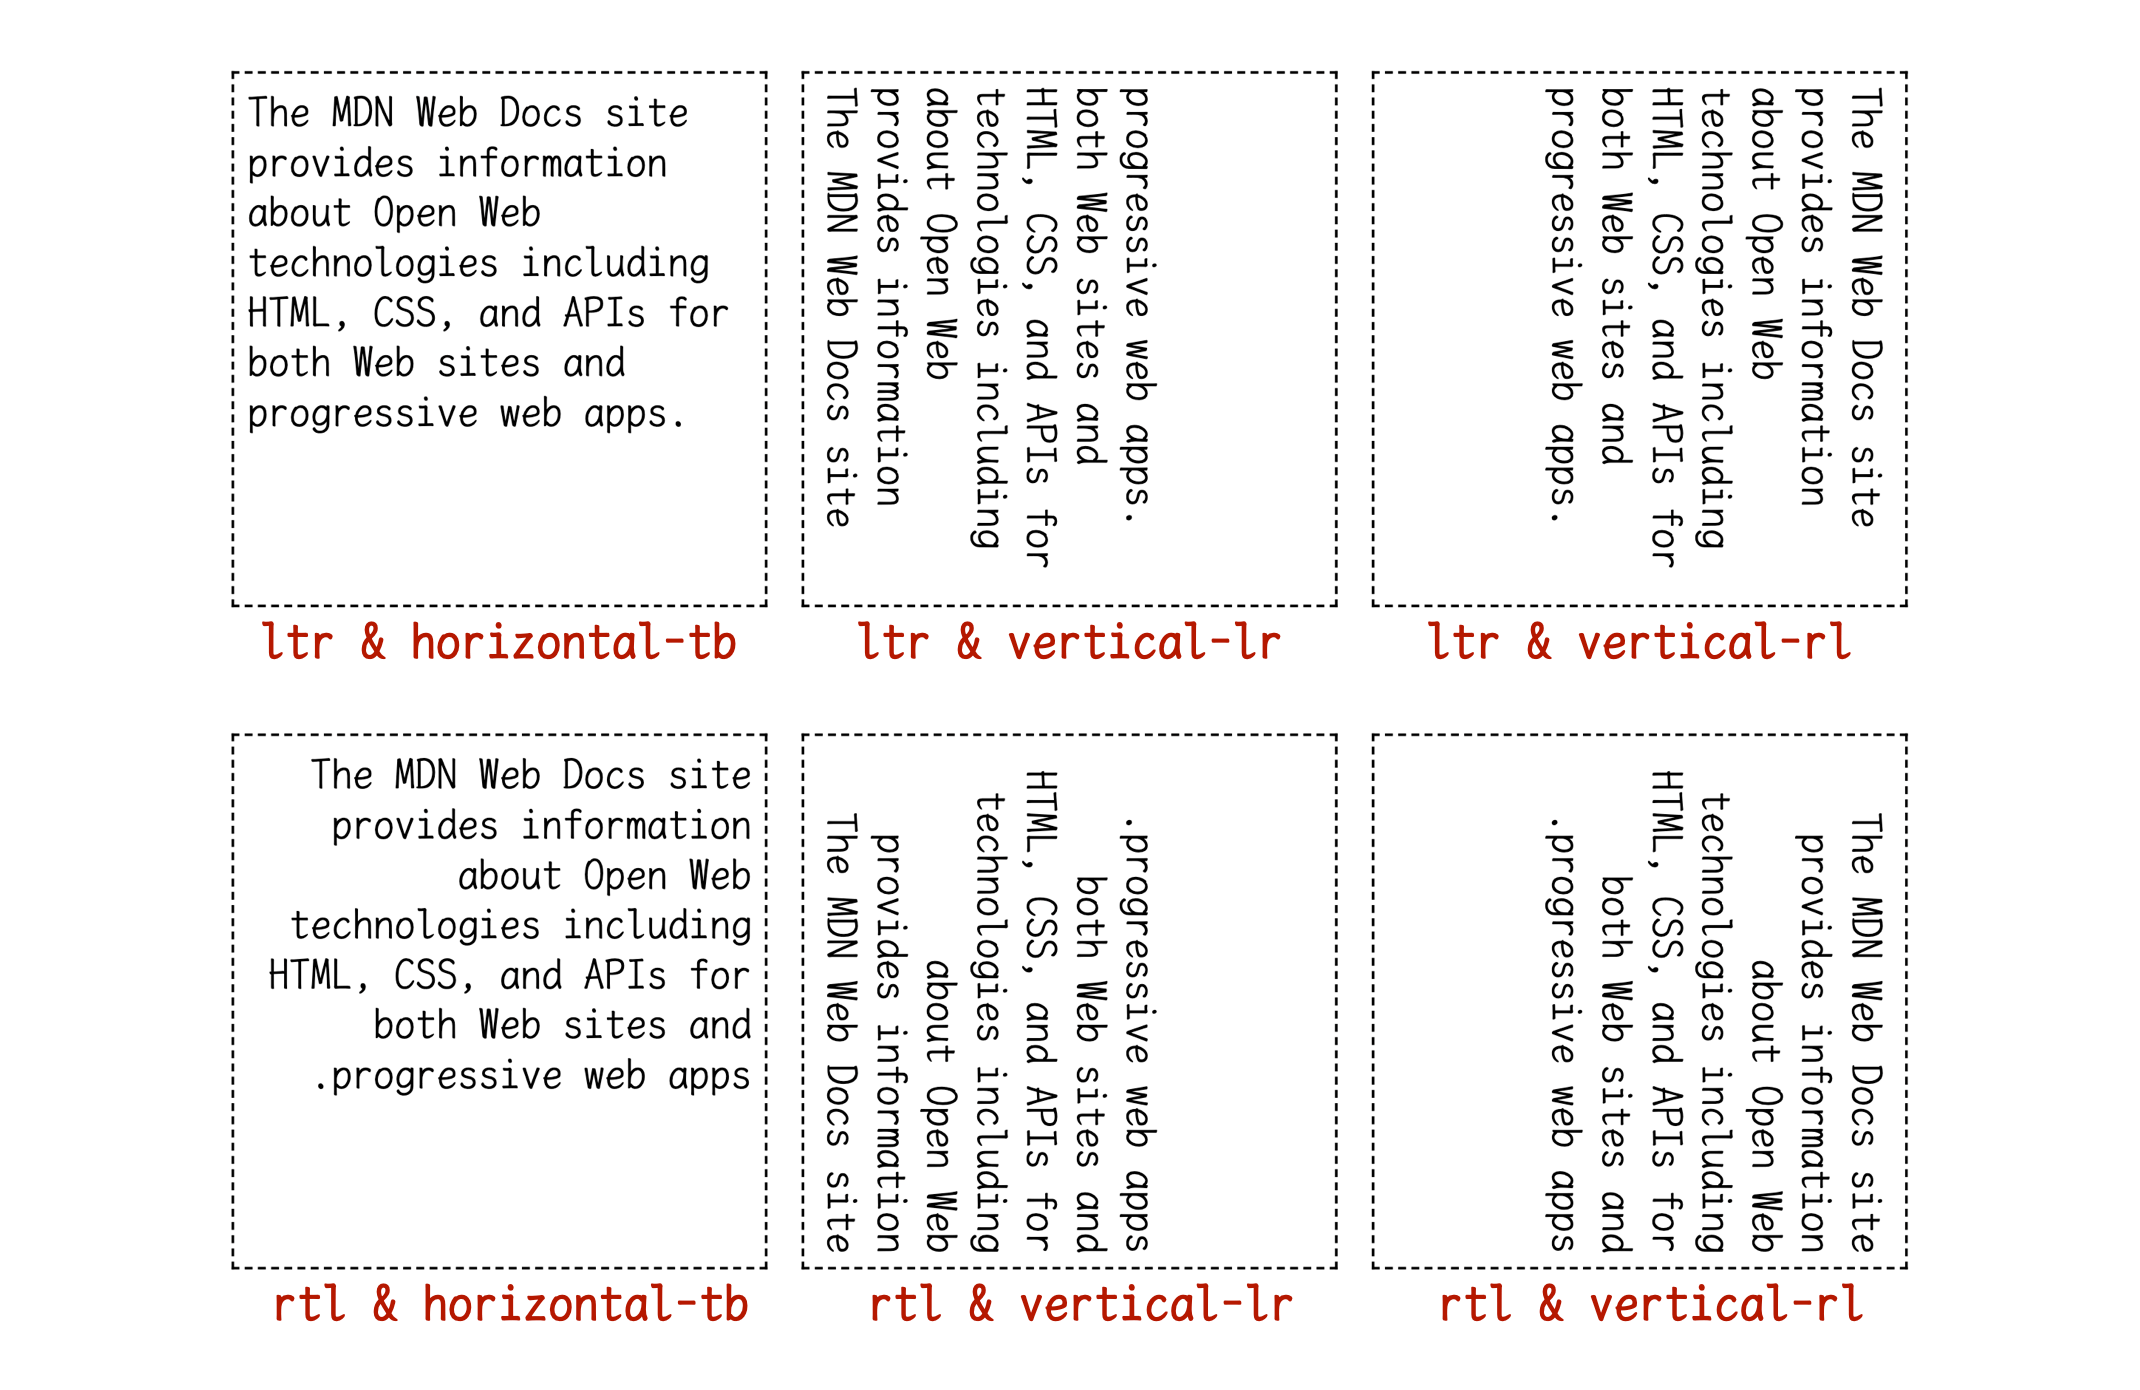 The MDN Web Docs site
provides information
about Open Web
technologies including
HTML, CSS, and APIs for
both Web sites and
progressive web apps.
ltr & horizontal-tb
The MDN Web Docs site
provides information
about Open Web
technologies including
HTML, CSS, and APIs for
both Web sites and
progressive web apps.
ltr & vertical-lr
The MDN Web Docs site
provides information
about Open Web
technologies including
HTML, CSS, and APIs for
both Web sites and
progressive web apps.
ltr & vertical-rl
The MDN Web Docs site
provides information
about Open Web
technologies including
HTML, CSS, and APIs for
both Web sites and
.progressive web apps
rtl & horizontal-tb
The MDN Web Docs site
provides information
about Open Web
technologies including
HTML, CSS, and APIs for
both Web sites and
.progressive web apps
rtl & vertical-lr
The MDN Web Docs site
provides information
about Open Web
technologies including
HTML, CSS, and APIs for
both Web sites and
.progressive web apps
rtl & vertical-rl